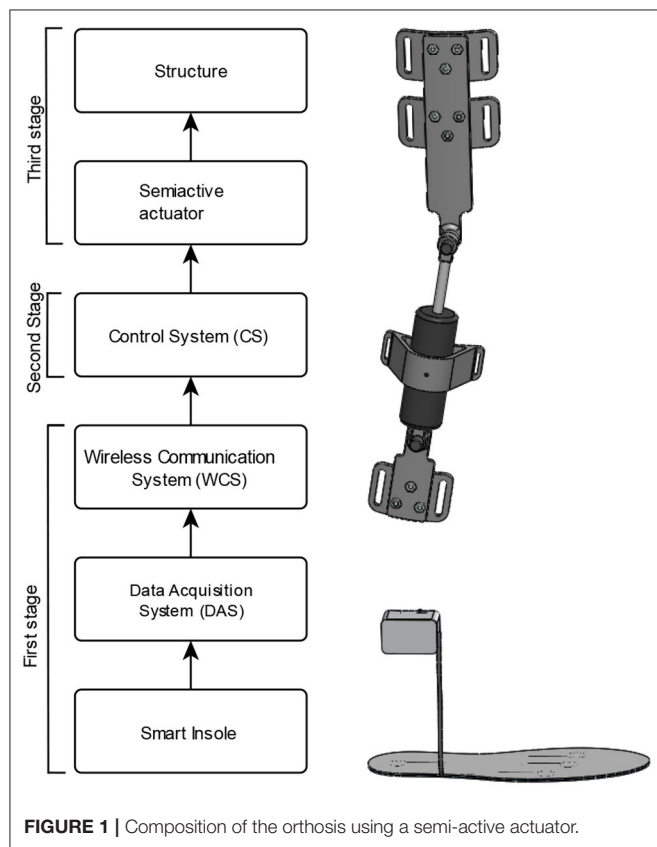 Third stage
Structure
Semiactive
actuator
Second Stage
Control System (CS)
First stage
Wireless Communication
System (WCS)
Data Acquisition
System (DAS)
Smart Insole
FIGURE 1 | Composition of the orthosis using a semi-active actuator.